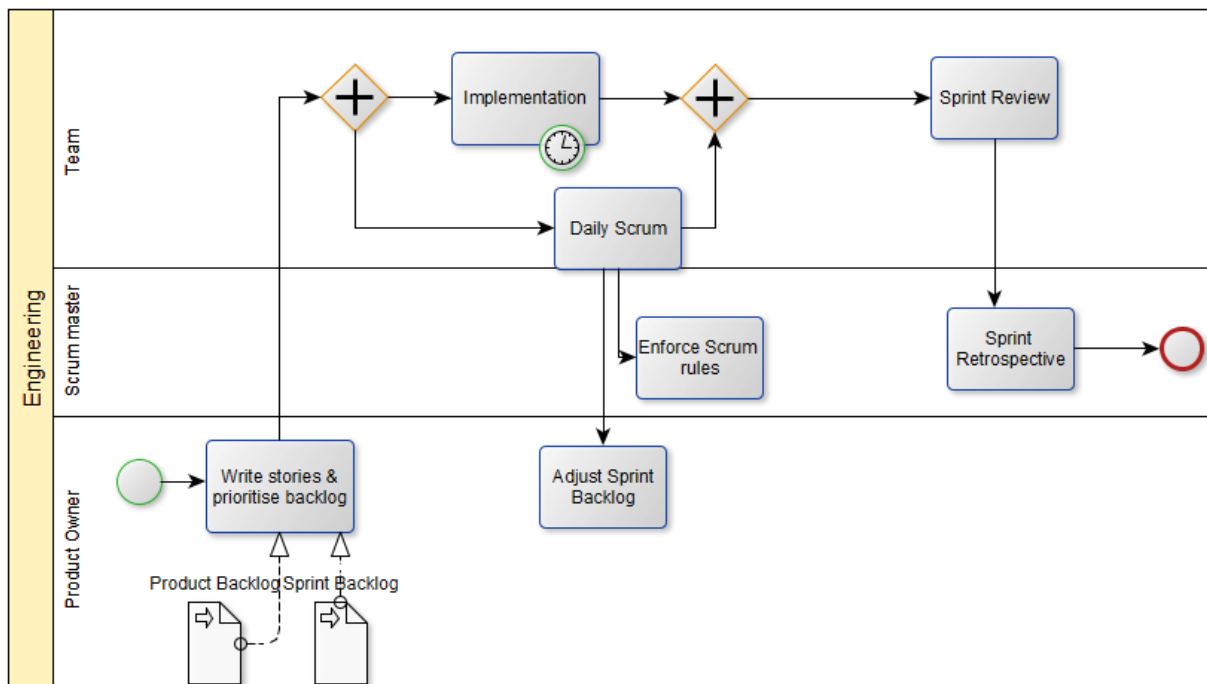 Engineering
Team
Implementation
Sprint Review
Daily Scrum
Scrum master
Enforce Scrum
rules
Sprint
Retrospective
Product Owner
Write stories &
prioritise backlog
Adjust Sprint
Backlog
Product Backlog
Sprint Backlog